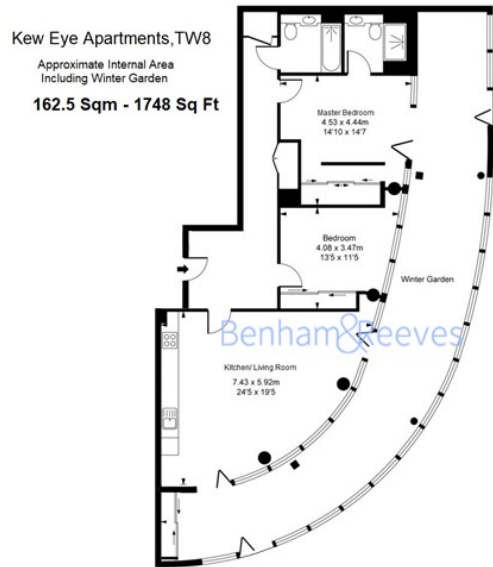 Kew Eye Apartments,TW8
Approximate Internal Area
Including Winter Garden
162.5 Sqm - 1748 Sq Ft
Master Bedroom
4.53 x 4.44m
14'10 x 14'7
Bedroom
4.08 x 3.47m
13'5 x 11'5
Winter Garden
Benham&Reeves
Kitchen/ Living Room
7.43 x 5.92m
24'5 x 19'5